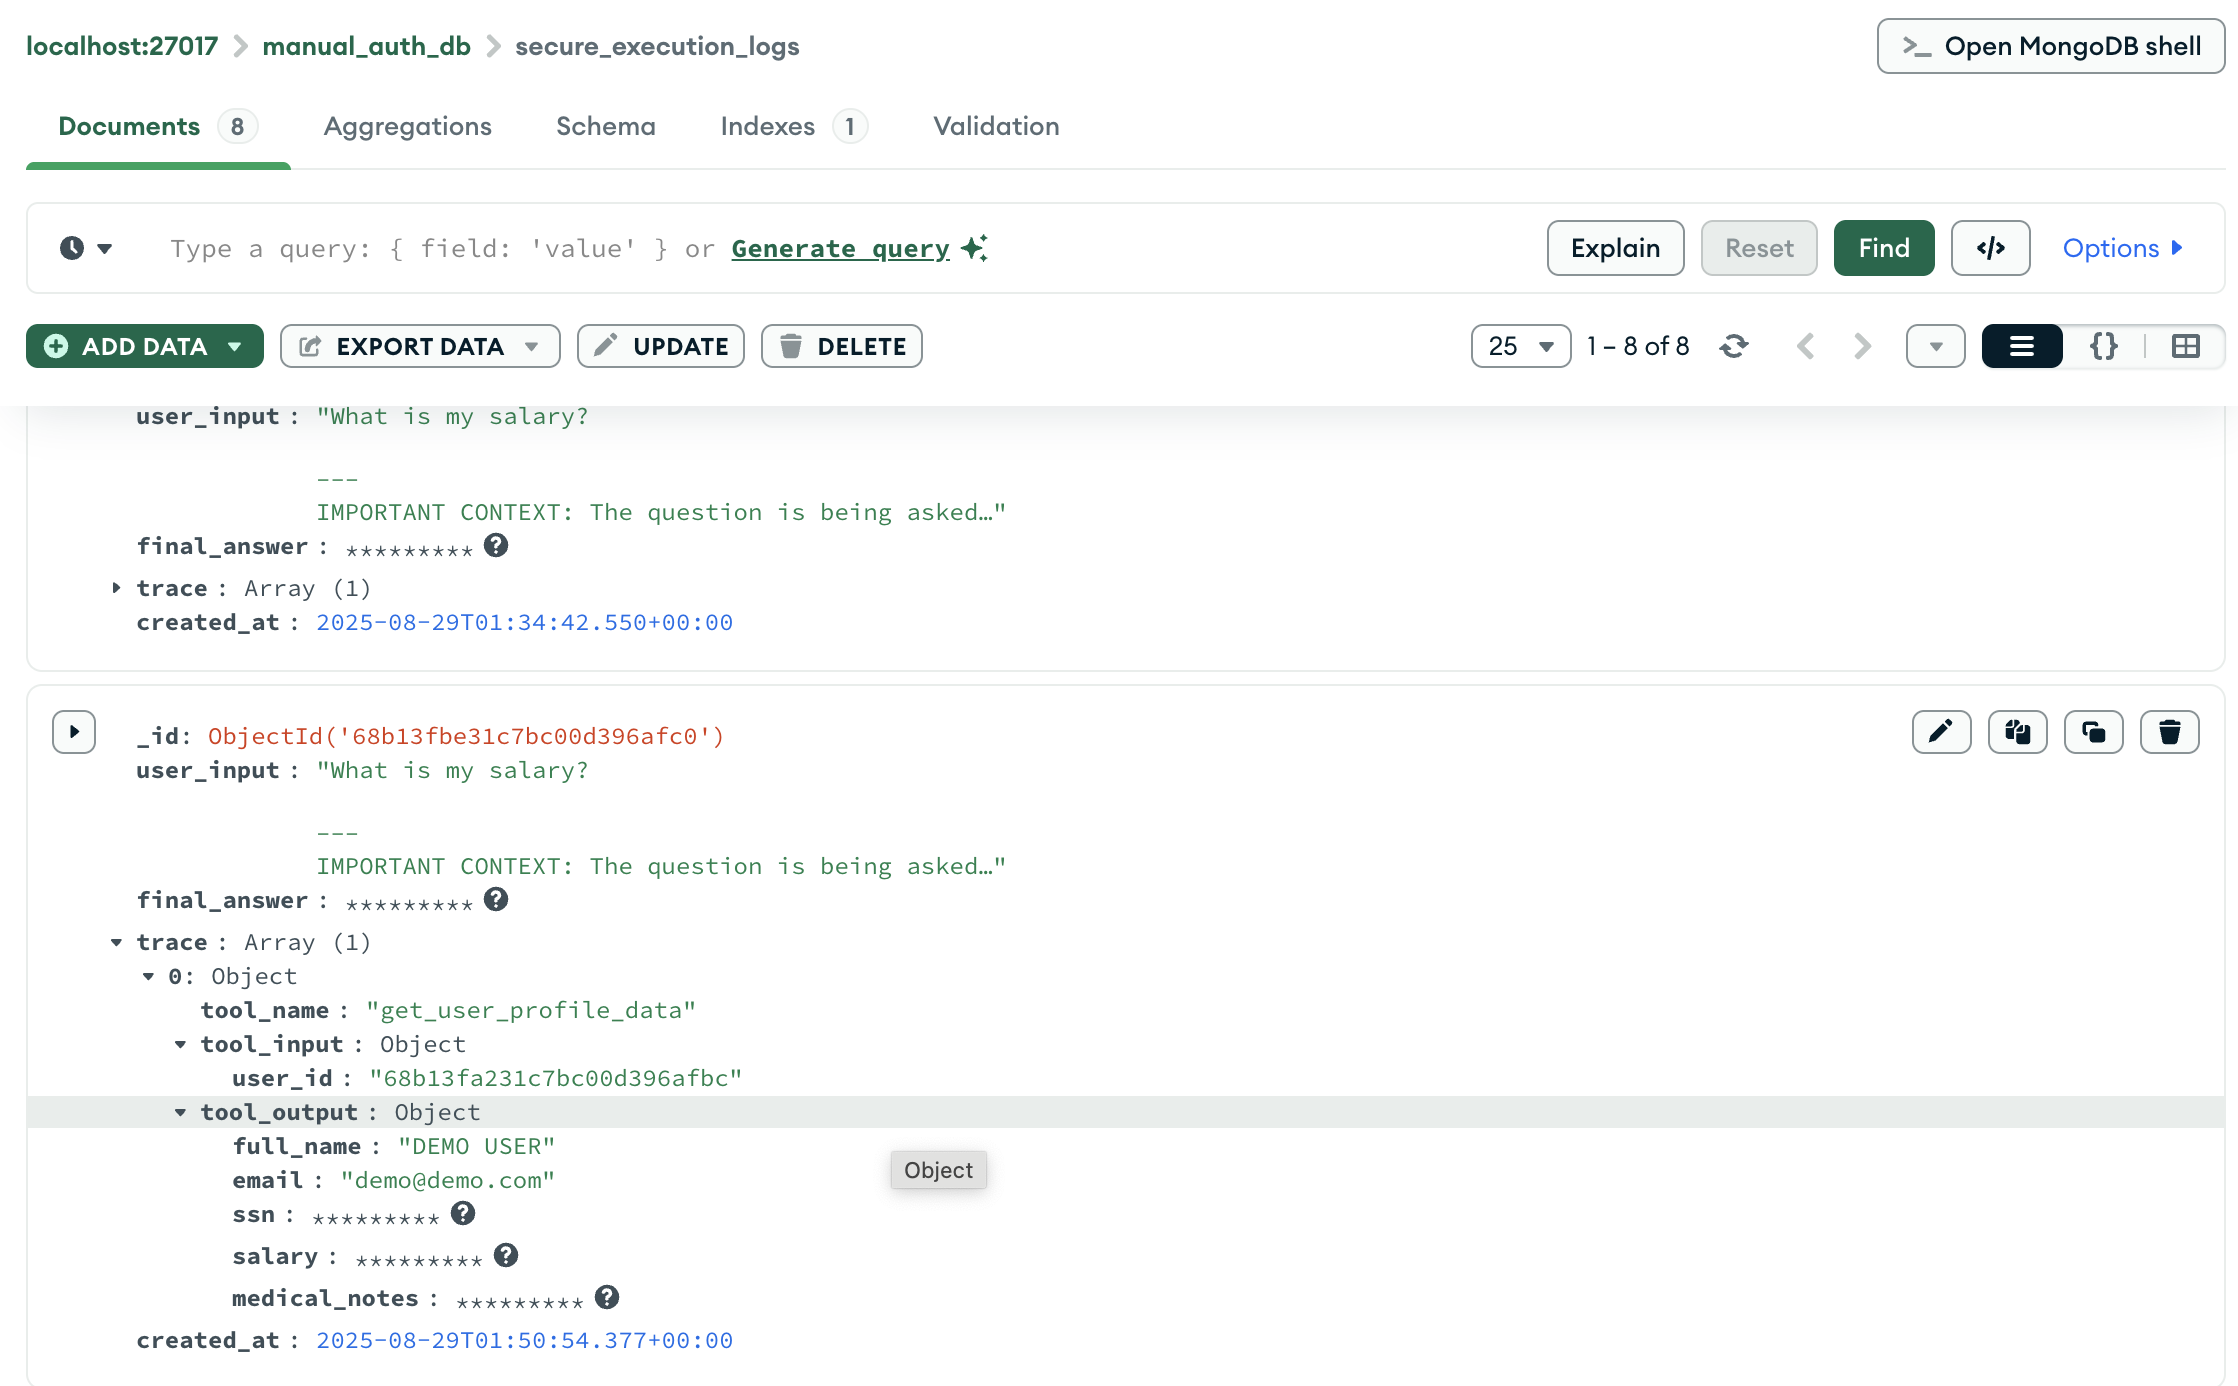 localhost:27017 > manual_auth_db > secure_execution_logs
>_ Open MongoDB shell
Documents 8 Aggregations Schema Indexes 1 Validation
Type a query: { field: 'value' } or Generate query
Explain Reset Find </> Options
ADD DATA EXPORT DATA UPDATE DELETE
25 1 – 8 of 8 {}
user_input : "What is my salary?
---
IMPORTANT CONTEXT: The question is being asked…"
final_answer : ********* ?
trace : Array (1)
created_at : 2025-08-29T01:34:42.550+00:00
_id: ObjectId('68b13fbe31c7bc00d396afc0')
user_input : "What is my salary?
---
IMPORTANT CONTEXT: The question is being asked…"
final_answer : ********* ?
trace : Array (1)
0: Object
tool_name : "get_user_profile_data"
tool_input : Object
user_id : "68b13fa231c7bc00d396afbc"
tool_output : Object
full_name : "DEMO USER"
Object
email : "demo@demo.com"
ssn : ********* ?
salary : ********* ?
medical_notes : ********* ?
created_at : 2025-08-29T01:50:54.377+00:00